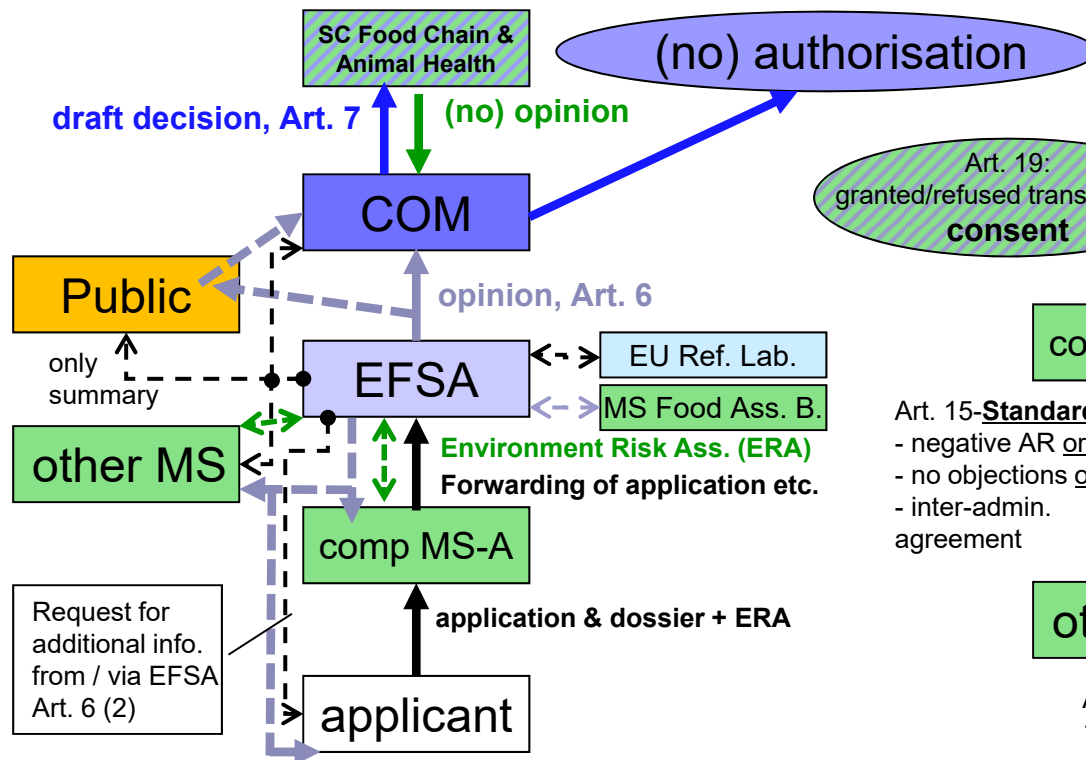 SC Food Chain &
Animal Health
(no) authorisation
draft decision, Art. 7
(no) opinion
Art. 19:
granted/refused trans
consent
COM
Public
opinion, Art. 6
only
summary
EFSA
EU Ref. Lab.
MS Food Ass. B.
co
other MS
Environment Risk Ass. (ERA)
Forwarding of application etc.
Art. 15-Standard
- negative AR or
- no objections o
- inter-admin.
agreement
comp MS-A
Request for
additional info.
from / via EFSA
Art. 6 (2)
application & dossier + ERA
ot
applicant